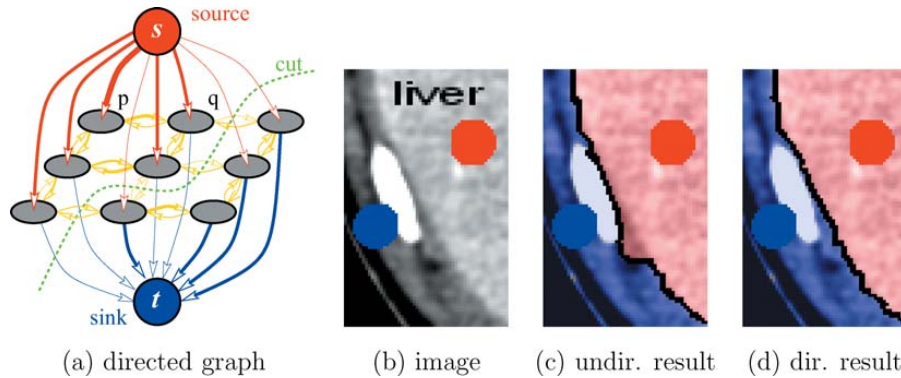 s
source
cut
p
q
t
sink
liver
(a) directed graph
(b) image
(c) undir. result
(d) dir. result